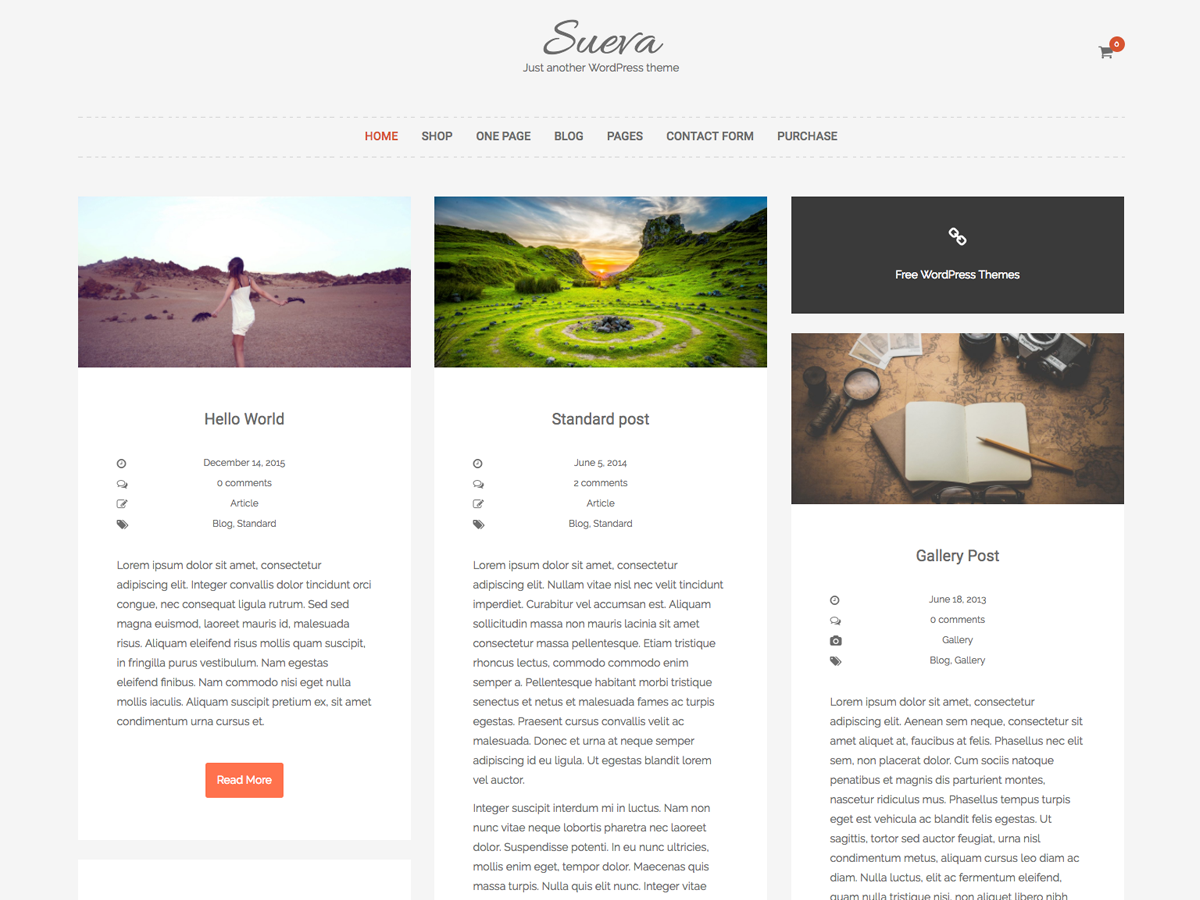 Sueva
Just another WordPress theme
0
HOME SHOP ONE PAGE BLOG PAGES CONTACT FORM PURCHASE
Hello World
December 14, 2015
0 comments
Article
Blog, Standard
Lorem ipsum dolor sit amet, consectetur
adipiscing elit. Integer convallis dolor tincidunt orci
congue, nec consequat ligula rutrum. Sed sed
magna euismod, laoreet mauris id, malesuada
risus. Aliquam eleifend risus mollis quam suscipit,
in fringilla purus vestibulum. Nam egestas
eleifend finibus. Nam commodo nisi eget nulla
mollis iaculis. Aliquam suscipit pretium ex, sit amet
condimentum urna cursus et.
Read More
Standard post
June 5, 2014
2 comments
Article
Blog, Standard
Lorem ipsum dolor sit amet, consectetur
adipiscing elit. Nullam vitae nisl nec velit tincidunt
imperdiet. Curabitur vel accumsan est. Aliquam
sollicitudin massa non mauris lacinia sit amet
consectetur massa pellentesque. Etiam tristique
rhoncus lectus, commodo commodo enim
semper a. Pellentesque habitant morbi tristique
senectus et netus et malesuada fames ac turpis
egestas. Praesent cursus convallis velit ac
malesuada. Donec et urna at neque semper
adipiscing id eu ligula. Ut egestas blandit lorem
vel auctor.
Integer suscipit interdum mi in luctus. Nam non
nunc vitae neque lobortis pharetra nec laoreet
dolor. Suspendisse potenti. In eu nunc ultricies,
mollis enim eget, tempor dolor. Maecenas quis
massa turpis. Nulla quis elit nunc. Integer vitae
Free WordPress Themes
Gallery Post
June 18, 2013
0 comments
Gallery
Blog, Gallery
Lorem ipsum dolor sit amet, consectetur
adipiscing elit. Aenean sem neque, consectetur sit
amet aliquet at, faucibus at felis. Phasellus nec elit
sem, non placerat dolor. Cum sociis natoque
penatibus et magnis dis parturient montes,
nascetur ridiculus mus. Phasellus tempus turpis
eget est vehicula ac blandit felis egestas. Ut
sagittis, tortor sed auctor feugiat, urna nisl
condimentum metus, aliquam cursus leo diam ac
diam. Nulla luctus, elit ac fermentum eleifend,
quam nulla tristique nisi, non aliquet libero nibh